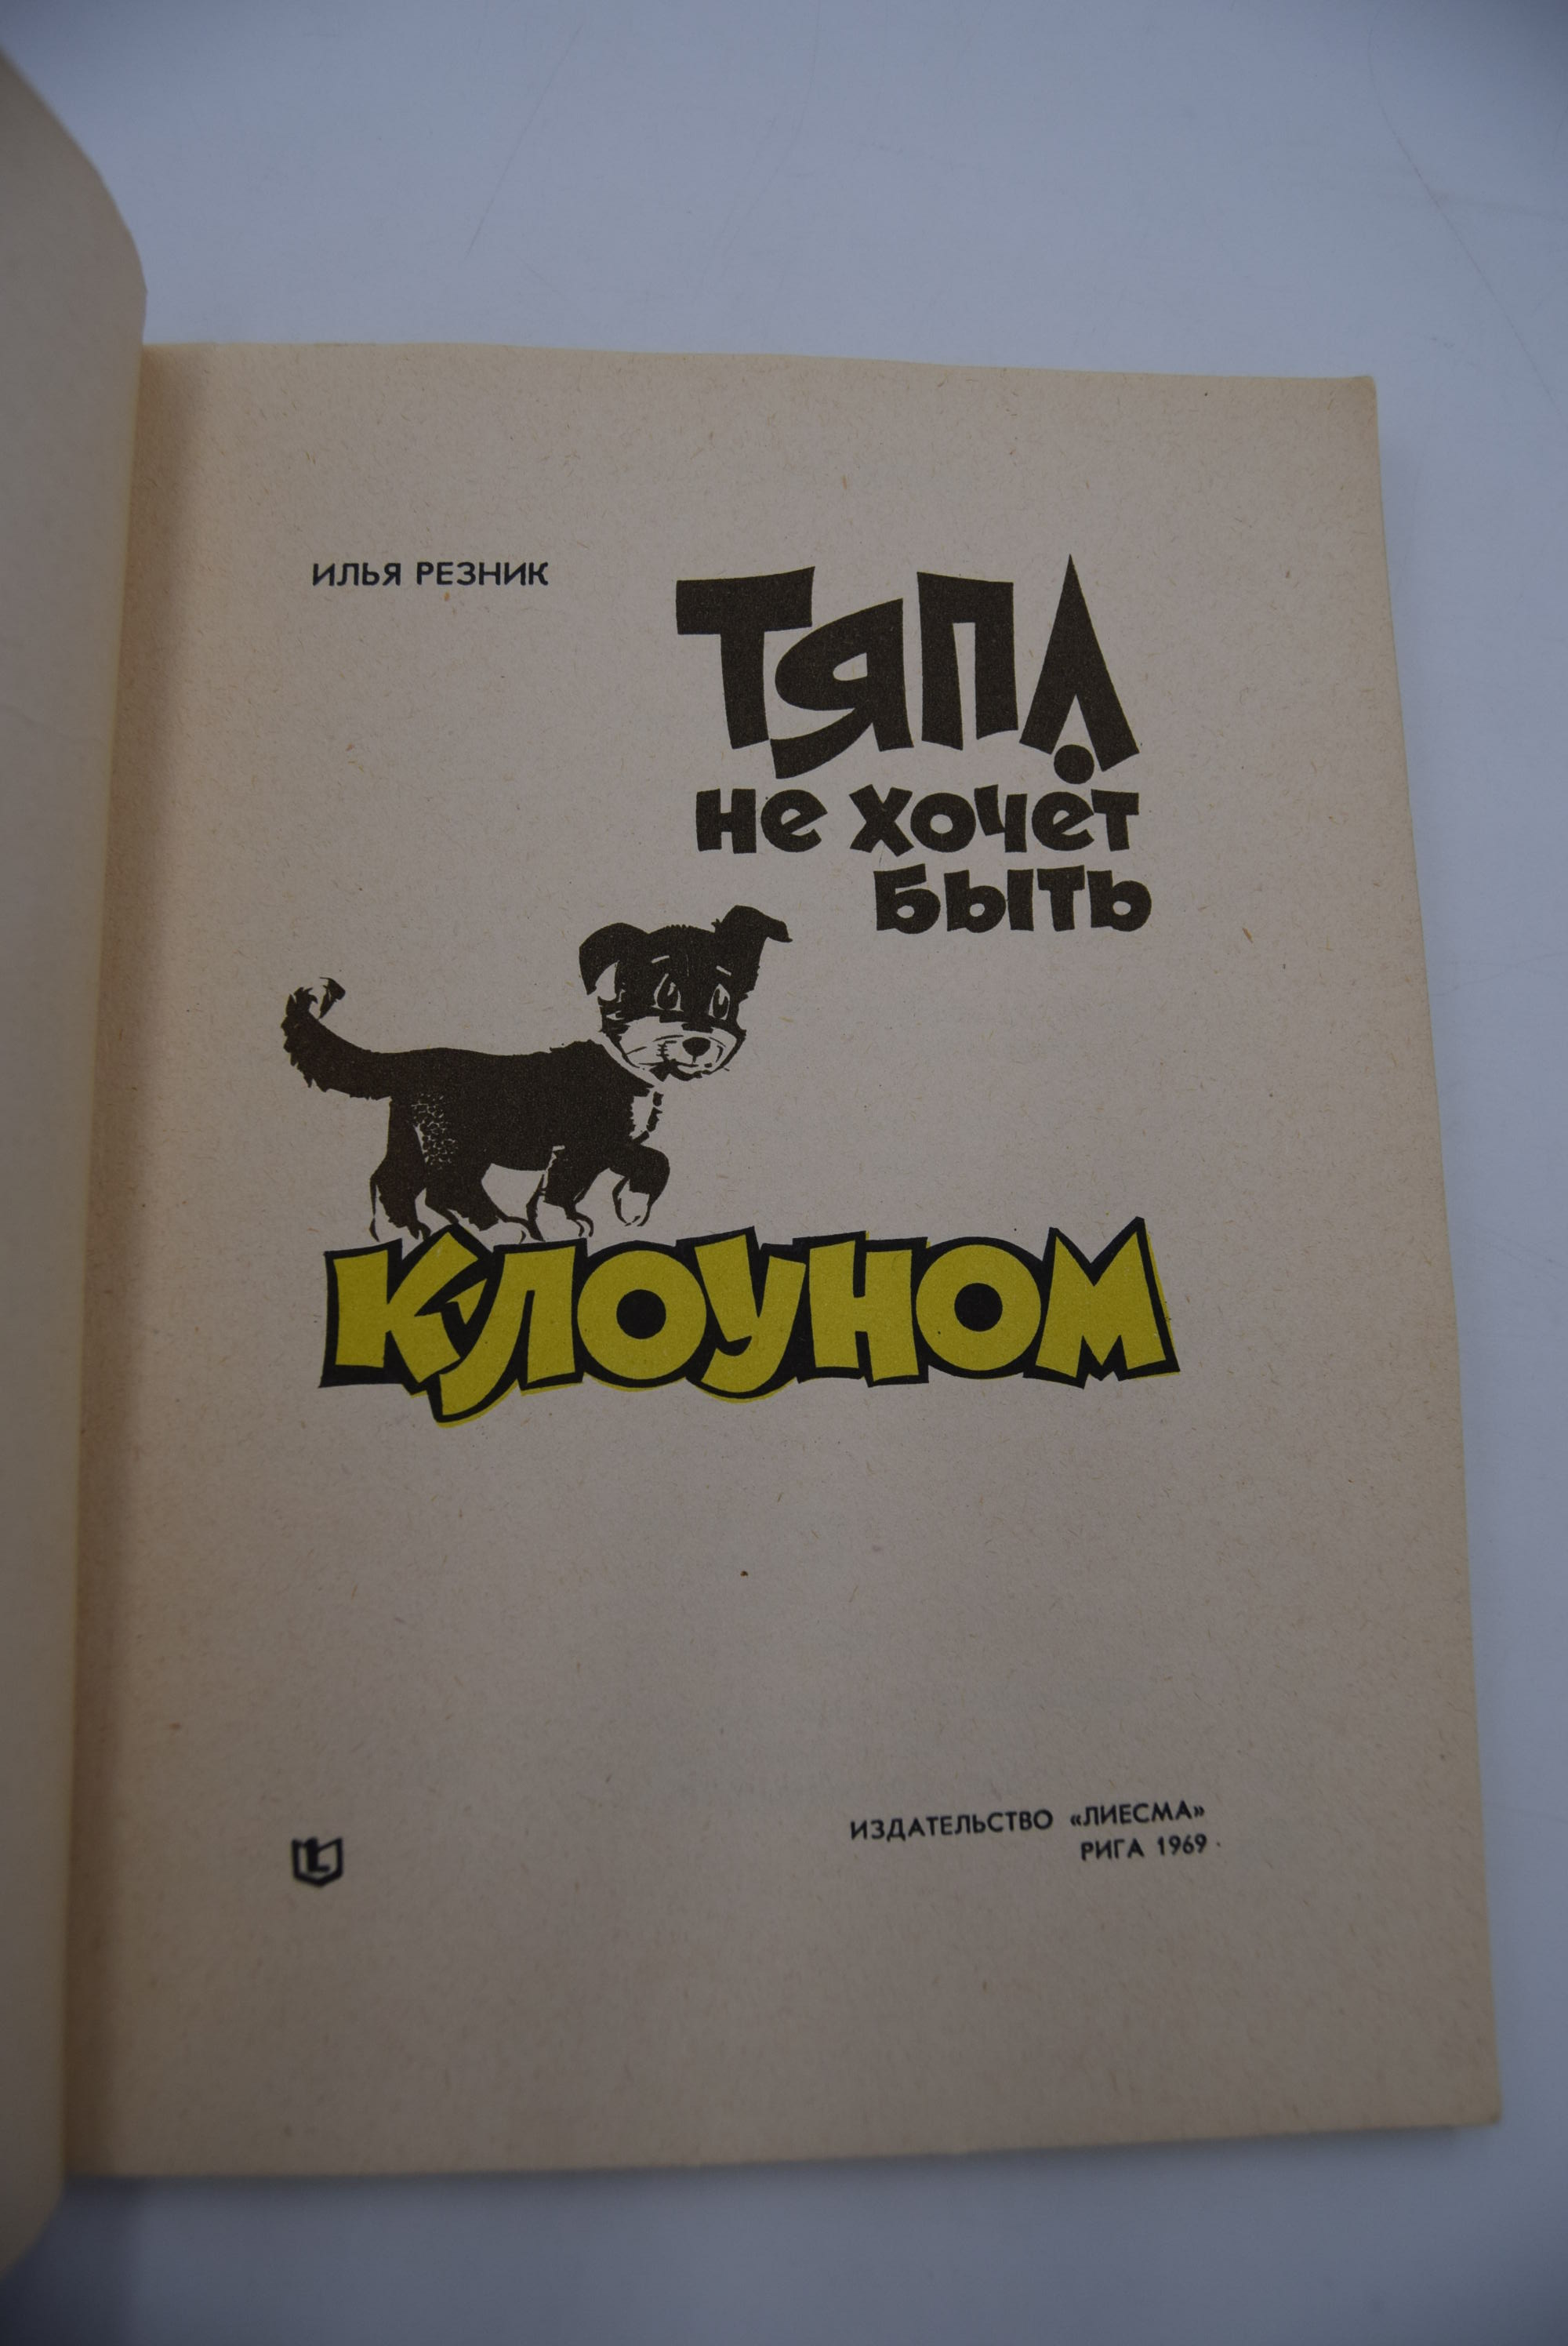 ИЛЬЯ РЕЗНИК
ТЯПА
НЕ ХОЧЕТ
БЫТЬ
КЛОУНОМ
ИЗДАТЕЛЬСТВО «ЛИЕСМА»
РИГА 1969
L